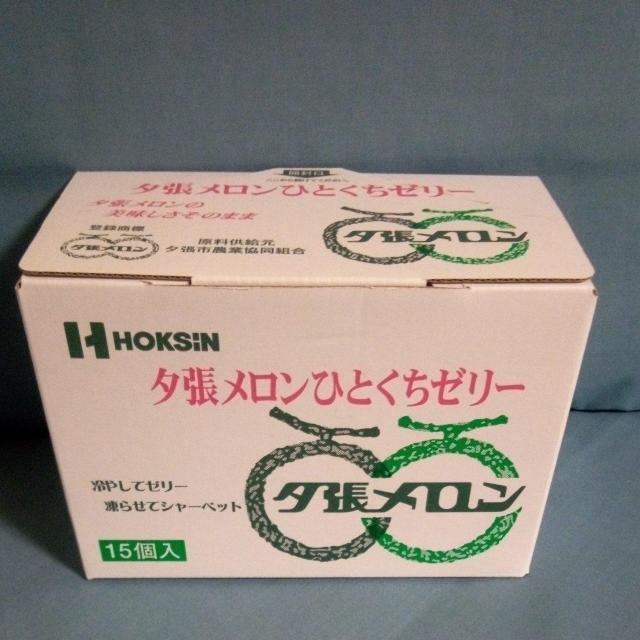 開封口
夕張メロンひとくちゼリー
夕張メロンの
美味しさそのまま
登録商標
夕張メロン
原料供給元
夕張市農業協同組合
夕張メロン
HOKSiN
夕張メロンひとくちゼリー
夕張メロン
冷やしてゼリー
凍らせてシャーベット
15個入